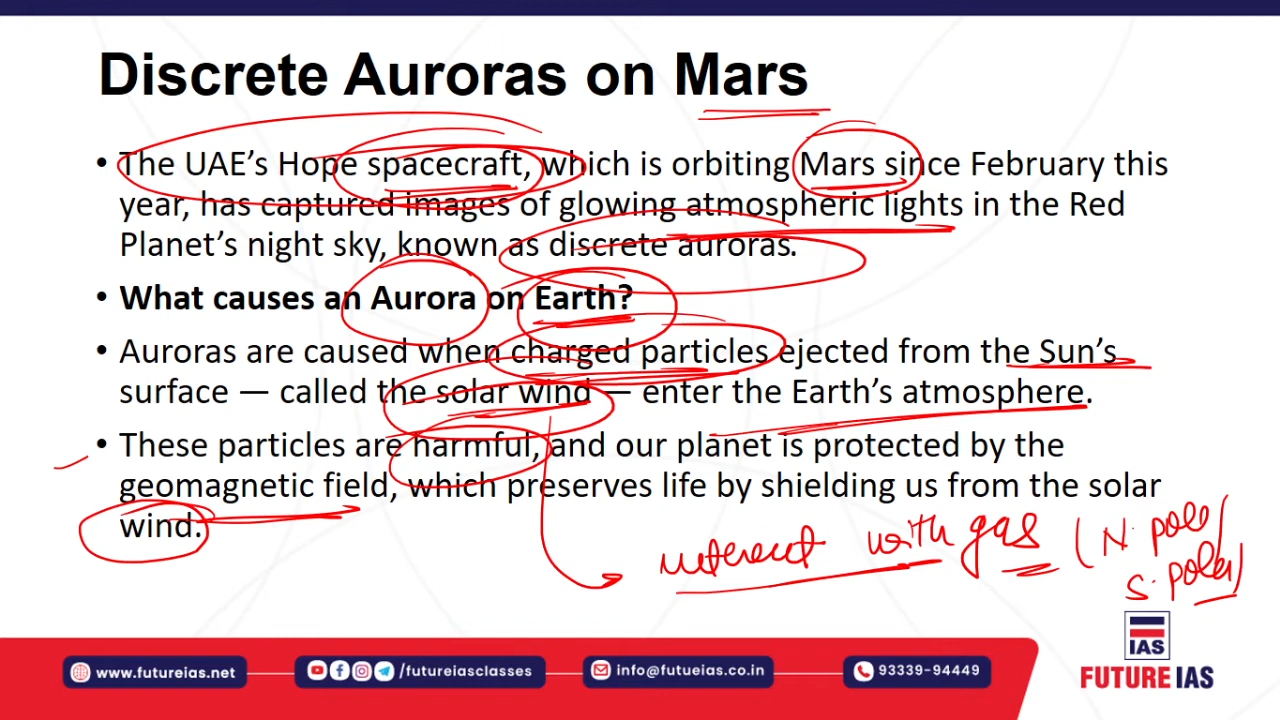 Discrete Auroras on Mars
• The UAE’s Hope spacecraft, which is orbiting Mars since February this
year, has captured images of glowing atmospheric lights in the Red
Planet’s night sky, known as discrete auroras.
• What causes an Aurora on Earth?
• Auroras are caused when charged particles ejected from the Sun’s
surface — called the solar wind — enter the Earth’s atmosphere.
• These particles are harmful, and our planet is protected by the
geomagnetic field, which preserves life by shielding us from the solar
wind.
interact with gas (N. pole/
S. pole)
IAS
FUTURE IAS
www.futureias.net
/futureiasclasses
info@futueias.co.in
93339-94449